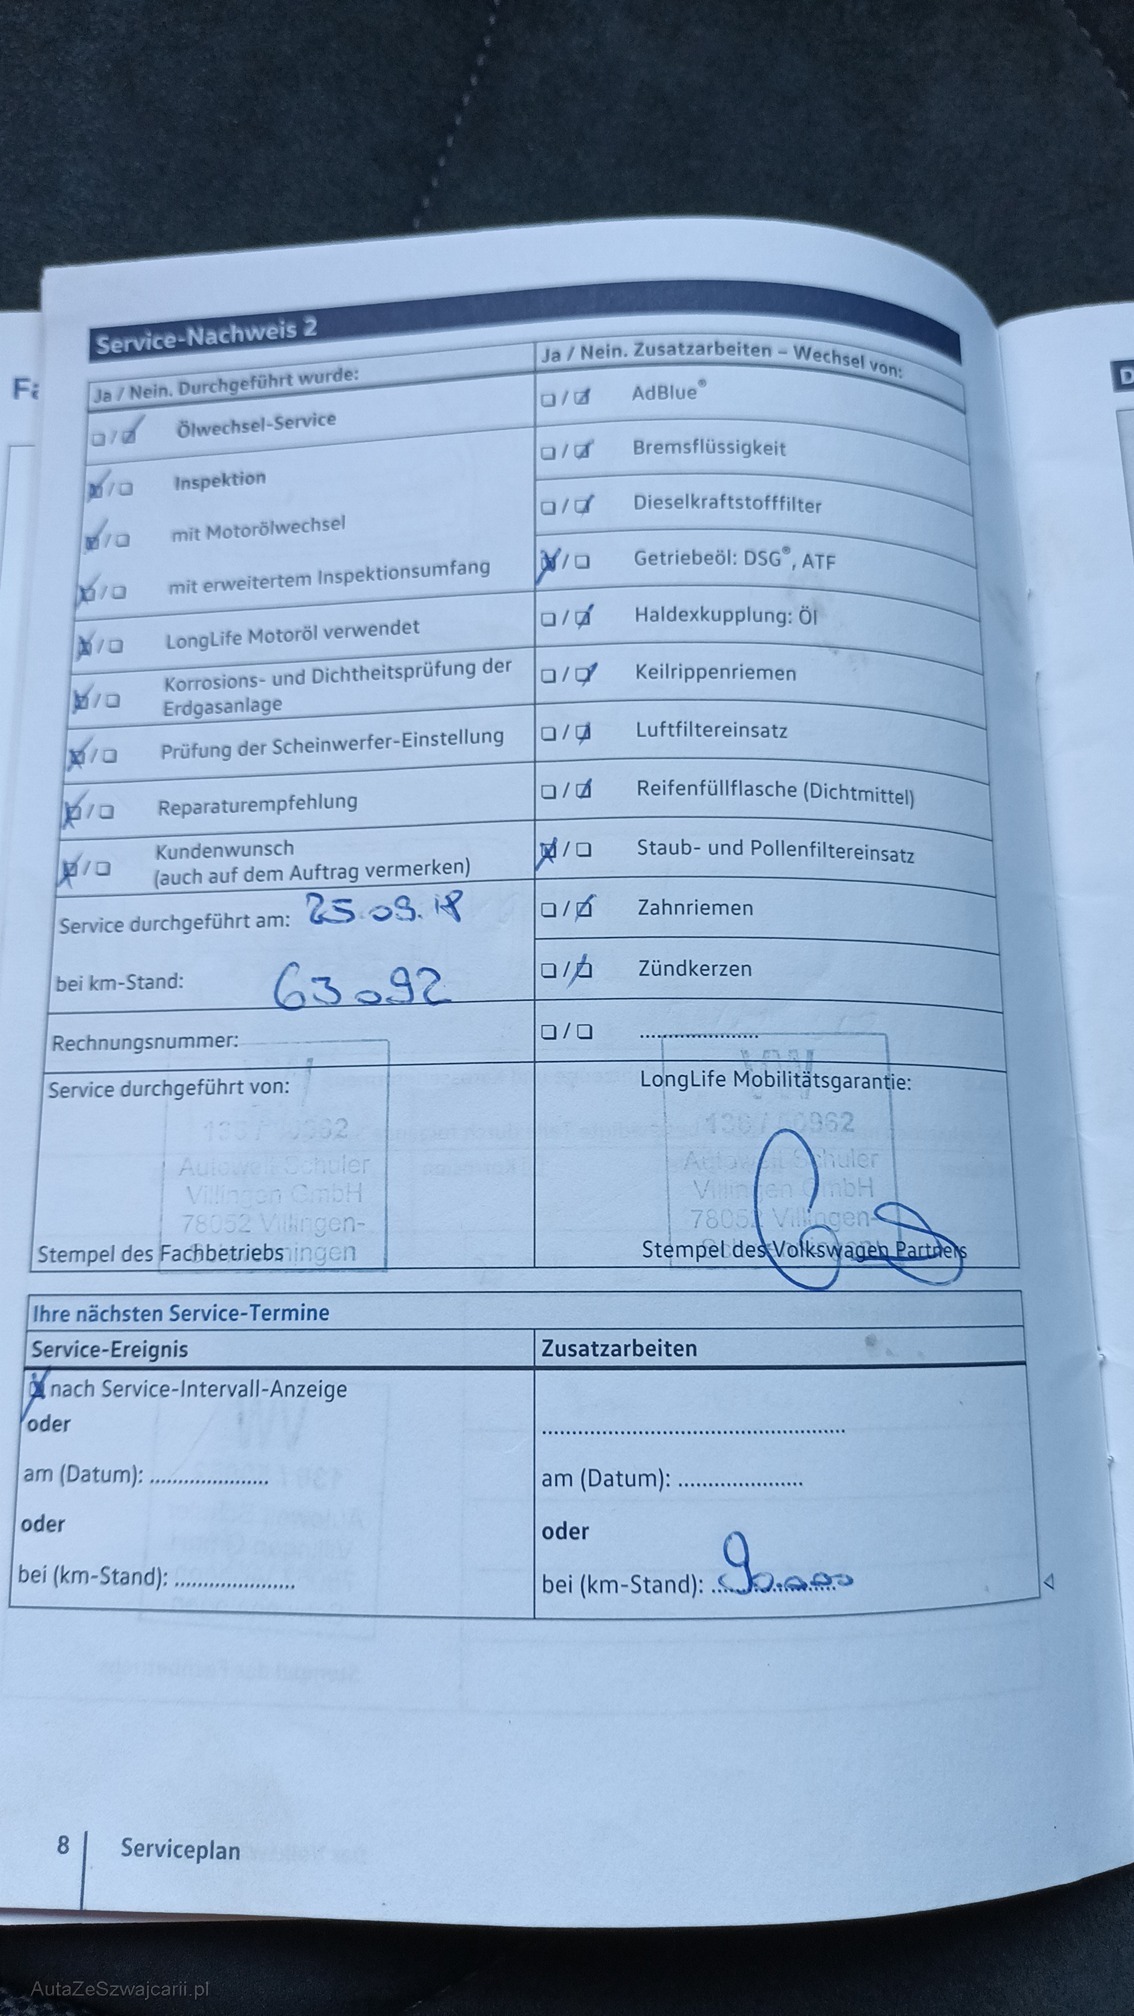 Service-Nachweis 2
Ja / Nein. Durchgeführt wurde:
Ölwechsel-Service
Inspektion
mit Motorölwechsel
mit erweitertem Inspektionsumfang
LongLife Motoröl verwendet
Korrosions- und Dichtheitsprüfung der
Erdgasanlage
Prüfung der Scheinwerfer-Einstellung
Reparaturempfehlung
Kundenwunsch
(auch auf dem Auftrag vermerken)
Service durchgeführt am: 25.09.18
bei km-Stand: 63.092
Rechnungsnummer:
Service durchgeführt von:
Autowelt Schuler
Villingen GmbH
78052 Villingen-
Stempel des Fachbetriebs
Ja / Nein. Zusatzarbeiten – Wechsel von:
AdBlue®
Bremsflüssigkeit
Dieselkraftstofffilter
Getriebeöl: DSG®, ATF
Haldexkupplung: Öl
Keilrippenriemen
Luftfiltereinsatz
Reifenfüllflasche (Dichtmittel)
Staub- und Pollenfiltereinsatz
Zahnriemen
Zündkerzen
....................
LongLife Mobilitätsgarantie:
Autowelt Schuler
Villingen GmbH
78052 Villingen-
Stempel des Volkswagen Partners
Ihre nächsten Service-Termine
Service-Ereignis
nach Service-Intervall-Anzeige
oder
am (Datum): ....................
oder
bei (km-Stand): ....................
Zusatzarbeiten
..................................................
am (Datum): ....................
oder
bei (km-Stand): 90.000
8 Serviceplan
AutaZeSzwajcarii.pl